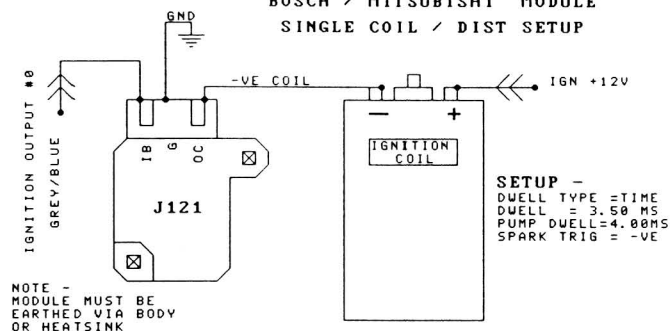 BOSCH / MITSUBISHI MODULE
SINGLE COIL / DIST SETUP
GND
-VE COIL
IGN +12V
IGNITION OUTPUT #0
GREY/BLUE
IB
G
OC
J121
- +
IGNITION
COIL
SETUP -
DWELL TYPE =TIME
DWELL = 3.50 MS
PUMP DWELL=4.00MS
SPARK TRIG = -VE
NOTE -
MODULE MUST BE
EARTHED VIA BODY
OR HEATSINK